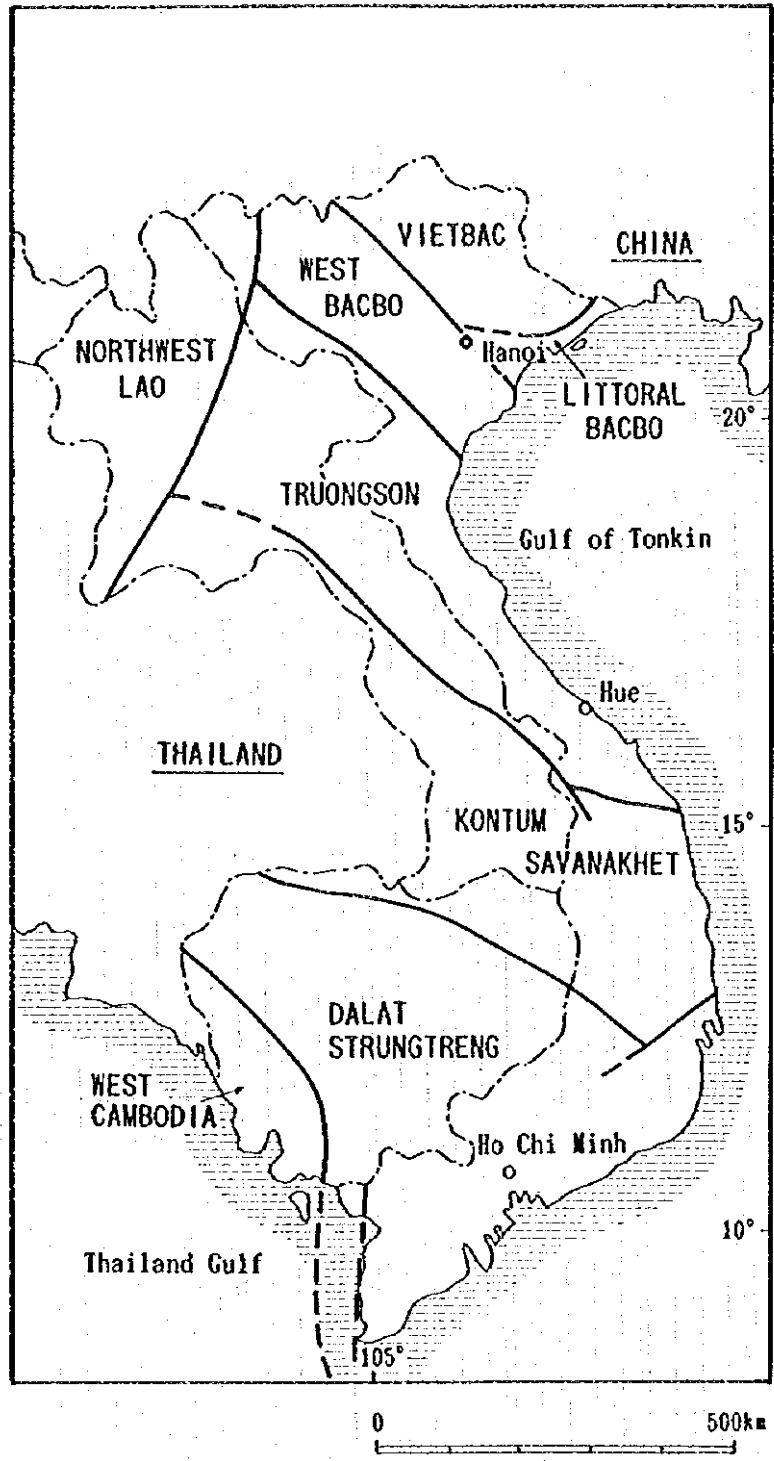 VIETBAC
CHINA
WEST
BACBO
NORTHWEST
LAO
Hanoi
LITTORAL
BACBO
20°
TRUONGSON
Gulf of Tonkin
Hue
THAILAND
KONTUM
15°
SAVANAKHET
DALAT
STRUNGTRENG
WEST
CAMBODIA
Ho Chi Minh
10°
Thailand Gulf
105°
0
500km